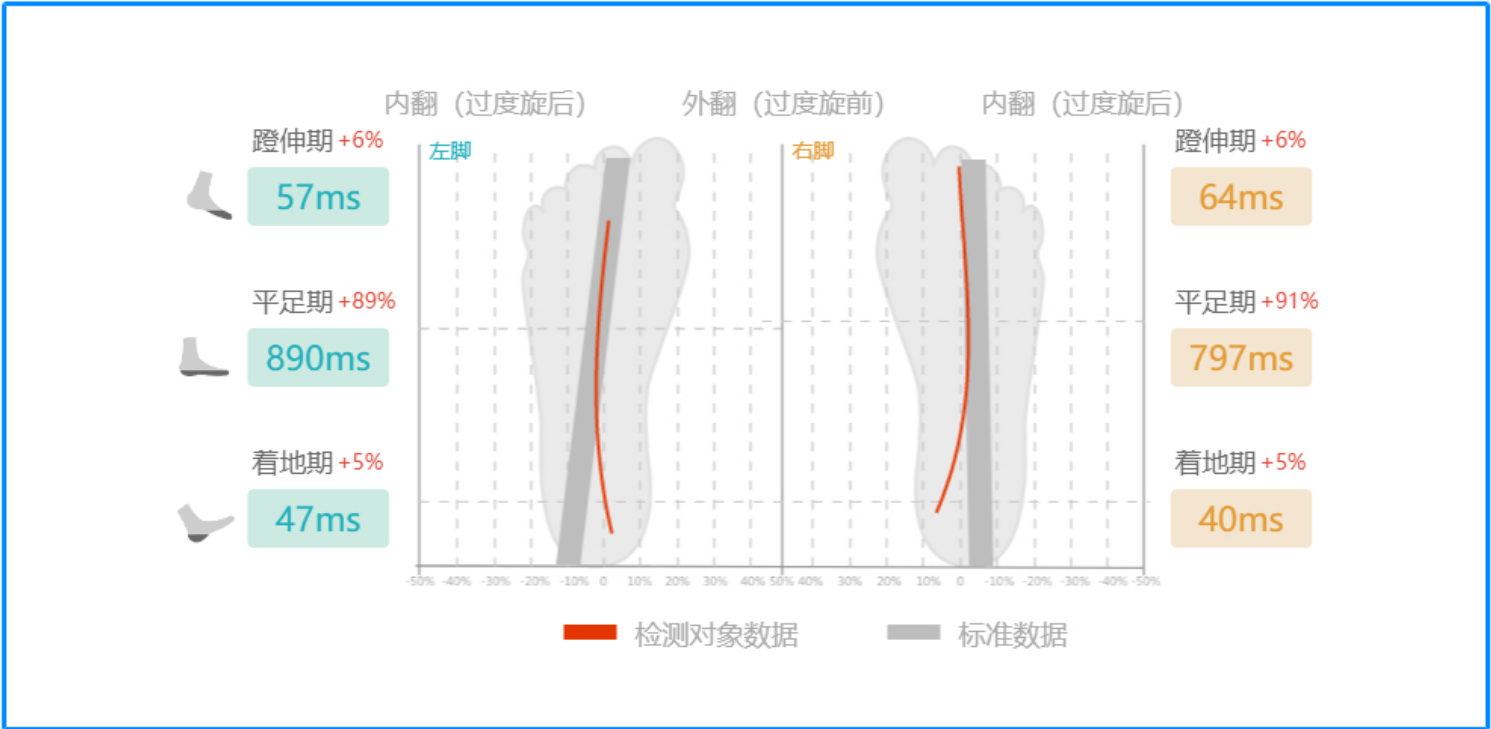 内翻（过度旋后） 外翻（过度旋前） 内翻（过度旋后）
蹬伸期 +6% 左脚 右脚 蹬伸期 +6%
57ms 64ms
平足期 +89% 平足期 +91%
890ms 797ms
着地期 +5% 着地期 +5%
47ms 40ms
-50% -40% -30% -20% -10% 0 10% 20% 30% 40% 50% 40% 30% 20% 10% 0 -10% -20% -30% -40% -50%
检测对象数据 标准数据